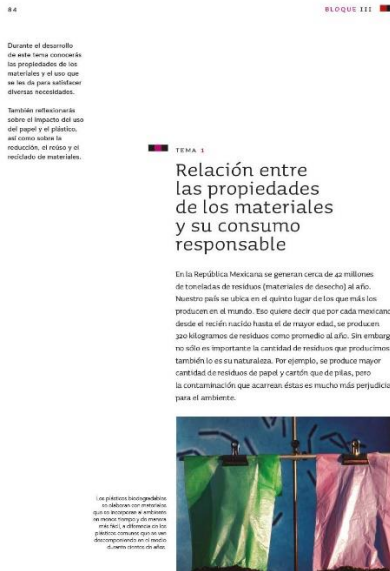 84
BLOQUE III
Durante el desarrollo
de este tema conocerás
las propiedades de los
materiales y el uso que
se les da para satisfacer
diversas necesidades.
También reflexionarás
sobre el impacto del uso
del papel y el plástico,
así como sobre la
reducción, el reúso y el
reciclado de materiales.
TEMA 1
Relación entre
las propiedades
de los materiales
y su consumo
responsable
En la República Mexicana se generan cerca de 42 millones
de toneladas de residuos (materiales de desecho) al año.
Nuestro país se ubica en el quinto lugar de los que más los
producen en el mundo. Eso quiere decir que por cada mexicano
desde el recién nacido hasta el de mayor edad, se producen
320 kilogramos de residuos como promedio al año. Sin embarg
no sólo es importante la cantidad de residuos que producimos
también lo es su naturaleza. Por ejemplo, se produce mayor
cantidad de residuos de papel y cartón que de pilas, pero
la contaminación que acarrean éstas es mucho más perjudicia
para el ambiente.
Los plásticos biodegradables
se elaboran con materiales
que se incorporan al ambiente
en menos tiempo y de manera
más fácil, a diferencia de los
plásticos comunes que se van
descomponiendo en el medio
durante cientos de años.